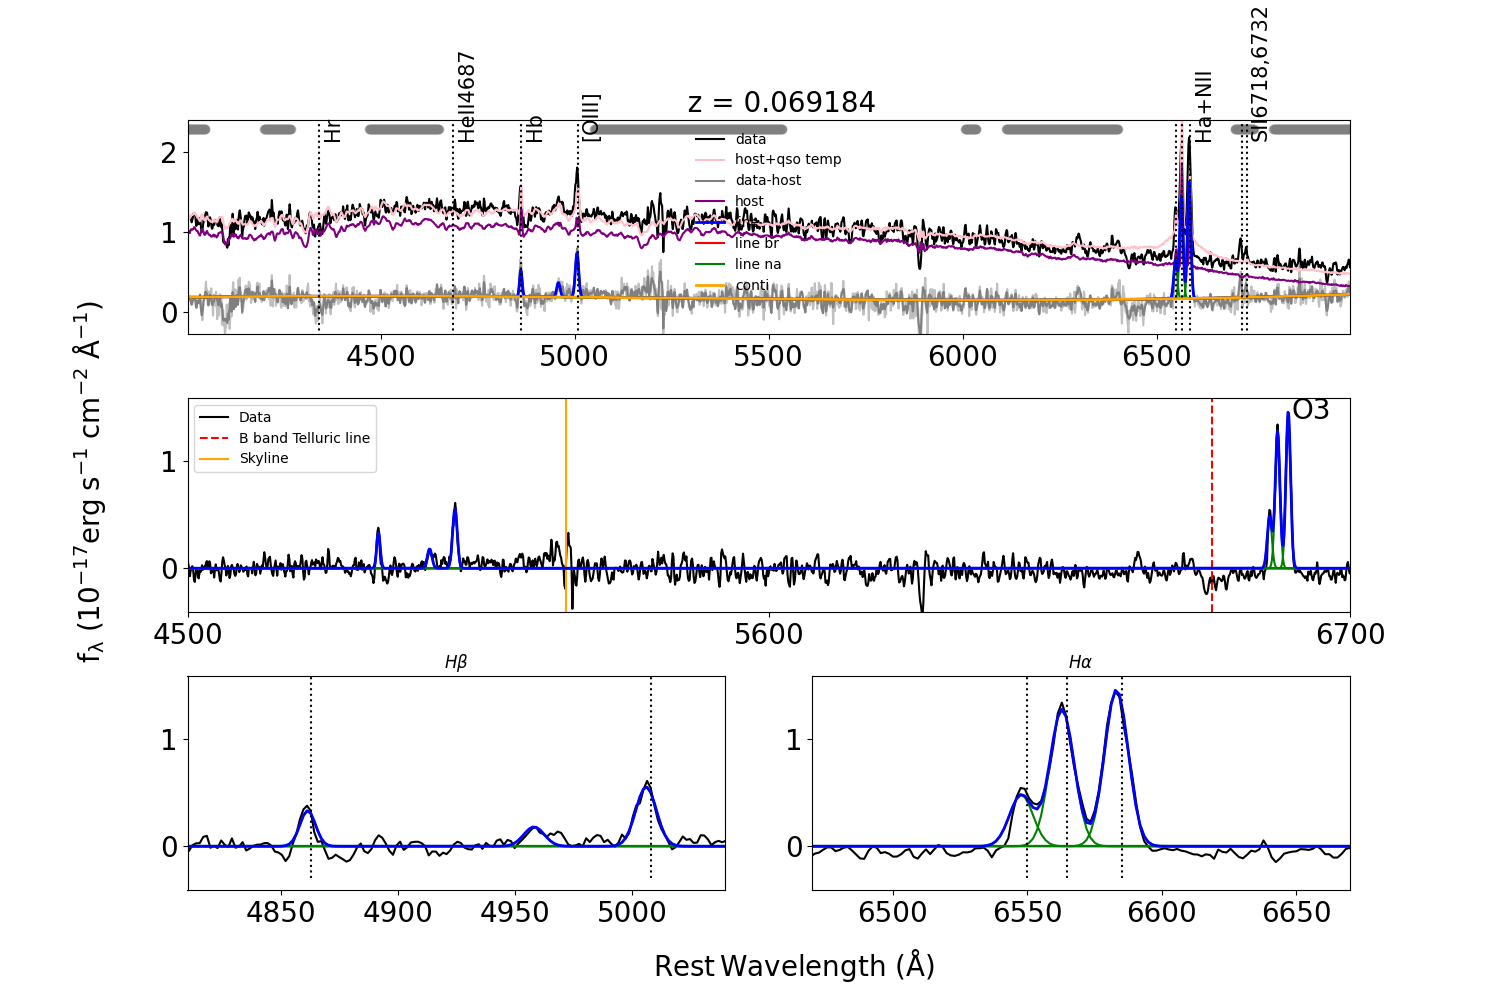 z = 0.069184
Hr
HeII4687
Hb
[OIII]
Ha+NII
SII6718,6732
data
host+qso temp
data-host
host
line br
line na
conti
2
1
0
4500
5000
5500
6000
6500
Data
B band Telluric line
Skyline
O3
1
0
4500
5600
6700
fλ (10⁻¹⁷erg s⁻¹ cm⁻² Å⁻¹)
Hβ
1
0
4850
4900
4950
5000
Hα
1
0
6500
6550
6600
6650
Rest Wavelength (Å)